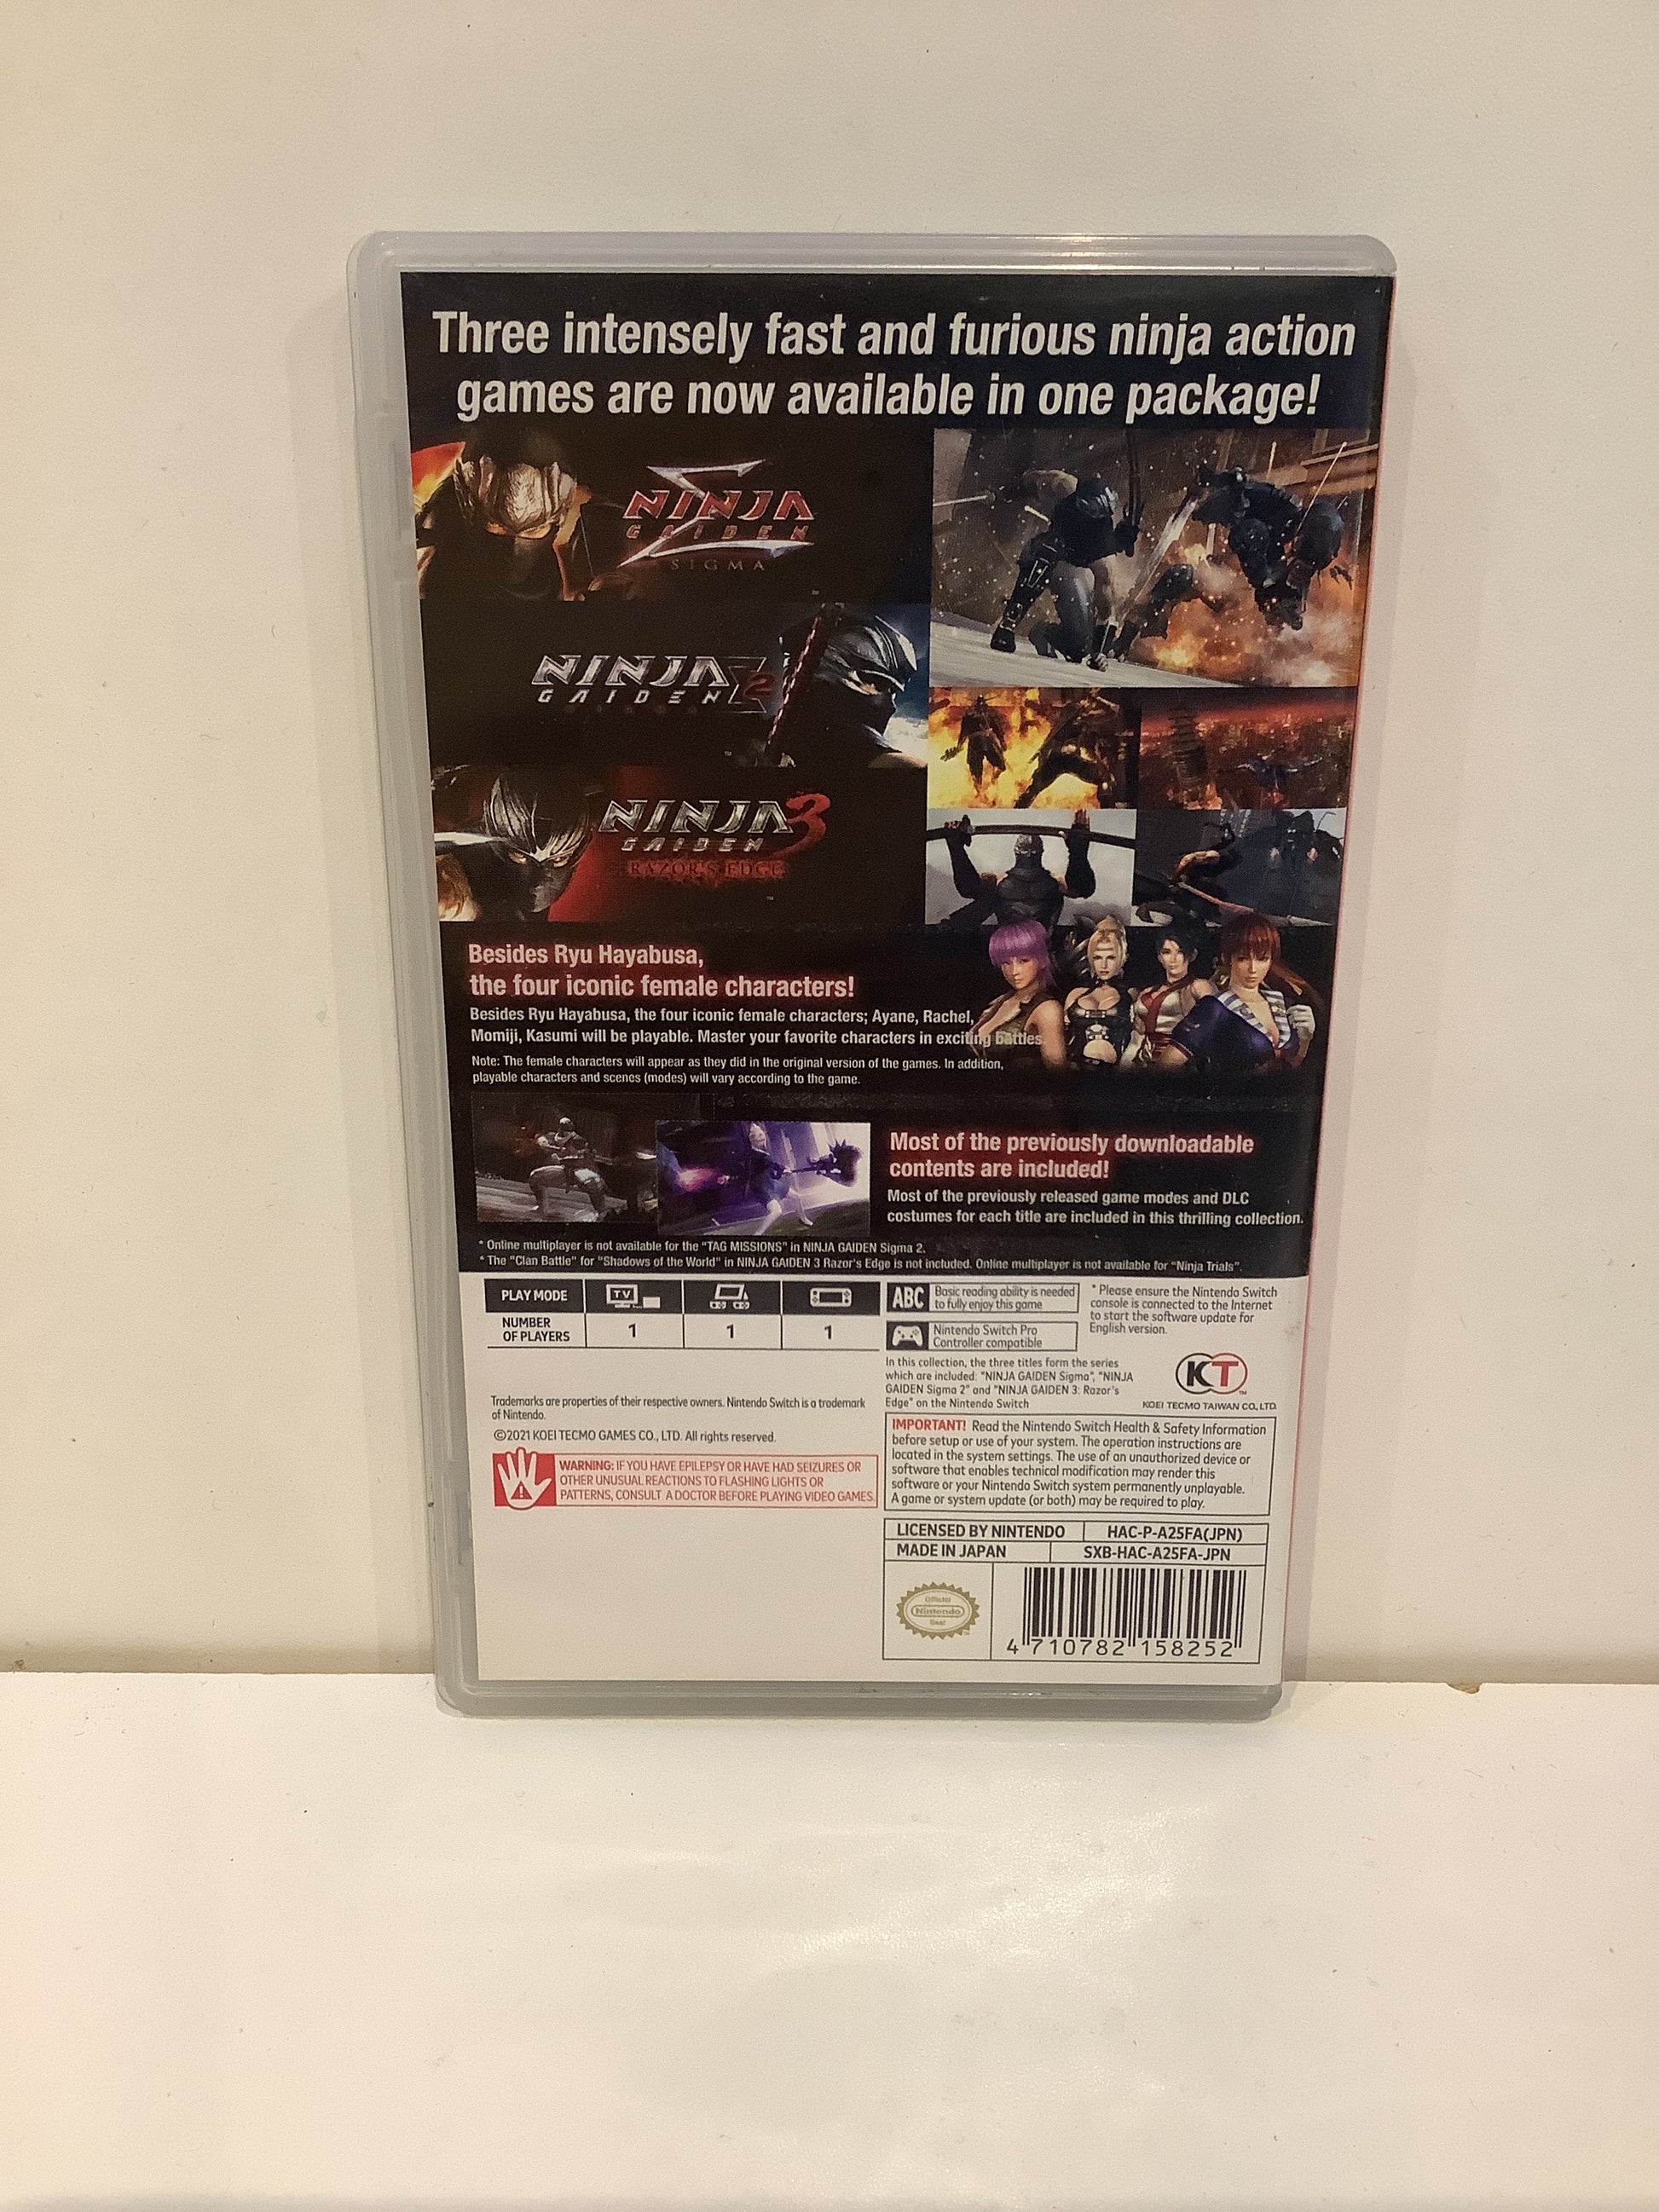 Three intensely fast and furious ninja action
games are now available in one package!
NINJA
GAIDEN
SIGMA
NINJA
GAIDEN 2
NINJA 3
GAIDEN
RAZOR'S EDGE
Besides Ryu Hayabusa,
the four iconic female characters!
Besides Ryu Hayabusa, the four iconic female characters; Ayane, Rachel,
Momiji, Kasumi will be playable. Master your favorite characters in exciting battles.
Note: The female characters will appear as they did in the original version of the games. In addition,
playable characters and scenes (modes) will vary according to the game.
Most of the previously downloadable
contents are included!
Most of the previously released game modes and DLC
costumes for each title are included in this thrilling collection.
* Online multiplayer is not available for the "TAG MISSIONS" in NINJA GAIDEN Sigma 2.
* The "Clan Battle" for "Shadows of the World" in NINJA GAIDEN 3 Razor's Edge is not included. Online multiplayer is not available for "Ninja Trials".
PLAY MODE
TV
NUMBER
OF PLAYERS
1 1 1
ABC
Basic reading ability is needed
to fully enjoy this game
Nintendo Switch Pro
Controller compatible
* Please ensure the Nintendo Switch
console is connected to the Internet
to start the software update for
English version.
In this collection, the three titles form the series
which are included: "NINJA GAIDEN Sigma", "NINJA
GAIDEN Sigma 2" and "NINJA GAIDEN 3: Razor's
Edge" on the Nintendo Switch
KT
KOEI TECMO TAIWAN CO., LTD.
Trademarks are properties of their respective owners. Nintendo Switch is a trademark
of Nintendo.
©2021 KOEI TECMO GAMES CO., LTD. All rights reserved.
WARNING: IF YOU HAVE EPILEPSY OR HAVE HAD SEIZURES OR
OTHER UNUSUAL REACTIONS TO FLASHING LIGHTS OR
PATTERNS, CONSULT A DOCTOR BEFORE PLAYING VIDEO GAMES.
IMPORTANT! Read the Nintendo Switch Health & Safety Information
before setup or use of your system. The operation instructions are
located in the system settings. The use of an unauthorized device or
software that enables technical modification may render this
software or your Nintendo Switch system permanently unplayable.
A game or system update (or both) may be required to play.
LICENSED BY NINTENDO HAC-P-A25FA(JPN)
MADE IN JAPAN SXB-HAC-A25FA-JPN
Official
Nintendo
Seal
4 710782 158252